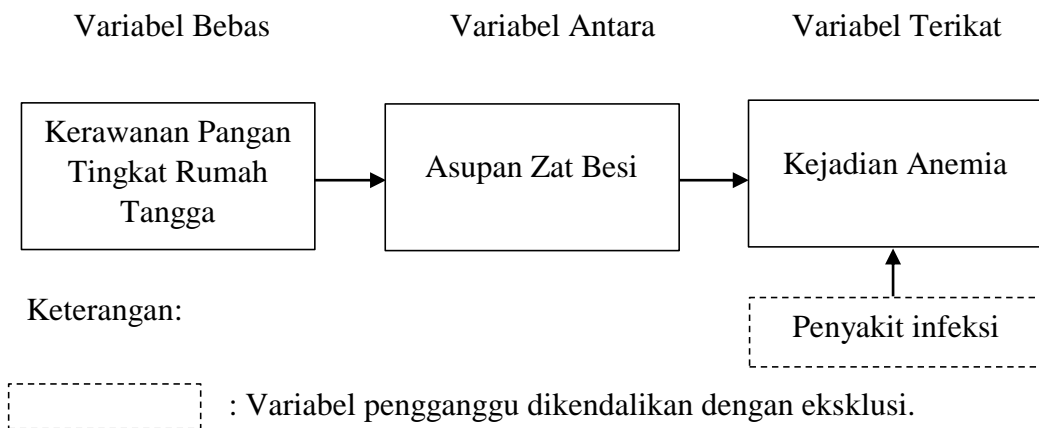 Variabel Bebas
Variabel Antara
Variabel Terikat
Kerawanan Pangan
Tingkat Rumah
Tangga
Asupan Zat Besi
Kejadian Anemia
Keterangan:
Penyakit infeksi
: Variabel pengganggu dikendalikan dengan eksklusi.